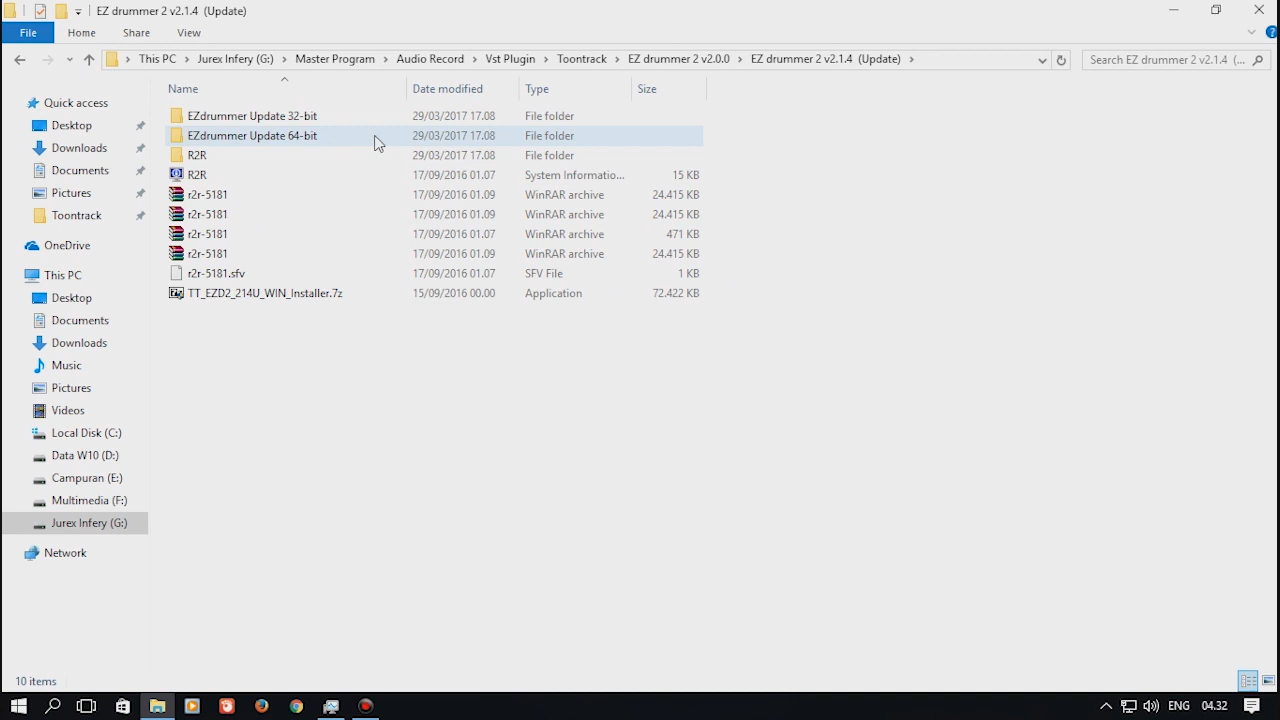 EZ drummer 2 v2.1.4 (Update)
File Home Share View
This PC Jurex Infery (G:) Master Program Audio Record Vst Plugin Toontrack EZ drummer 2 v2.0.0 EZ drummer 2 v2.1.4 (Update) Search EZ drummer 2 v2.1.4 (...
Name Date modified Type Size
Quick access
Desktop
Downloads
Documents
Pictures
Toontrack
OneDrive
This PC
Desktop
Documents
Downloads
Music
Pictures
Videos
Local Disk (C:)
Data W10 (D:)
Campuran (E:)
Multimedia (F:)
Jurex Infery (G:)
Network
EZdrummer Update 32-bit 29/03/2017 17.08 File folder
EZdrummer Update 64-bit 29/03/2017 17.08 File folder
R2R 29/03/2017 17.08 File folder
R2R 17/09/2016 01.07 System Informatio... 15 KB
r2r-5181 17/09/2016 01.09 WinRAR archive 24.415 KB
r2r-5181 17/09/2016 01.09 WinRAR archive 24.415 KB
r2r-5181 17/09/2016 01.07 WinRAR archive 471 KB
r2r-5181 17/09/2016 01.09 WinRAR archive 24.415 KB
r2r-5181.sfv 17/09/2016 01.07 SFV File 1 KB
TT_EZD2_214U_WIN_Installer.7z 15/09/2016 00.00 Application 72.422 KB
10 items
ENG 04.32